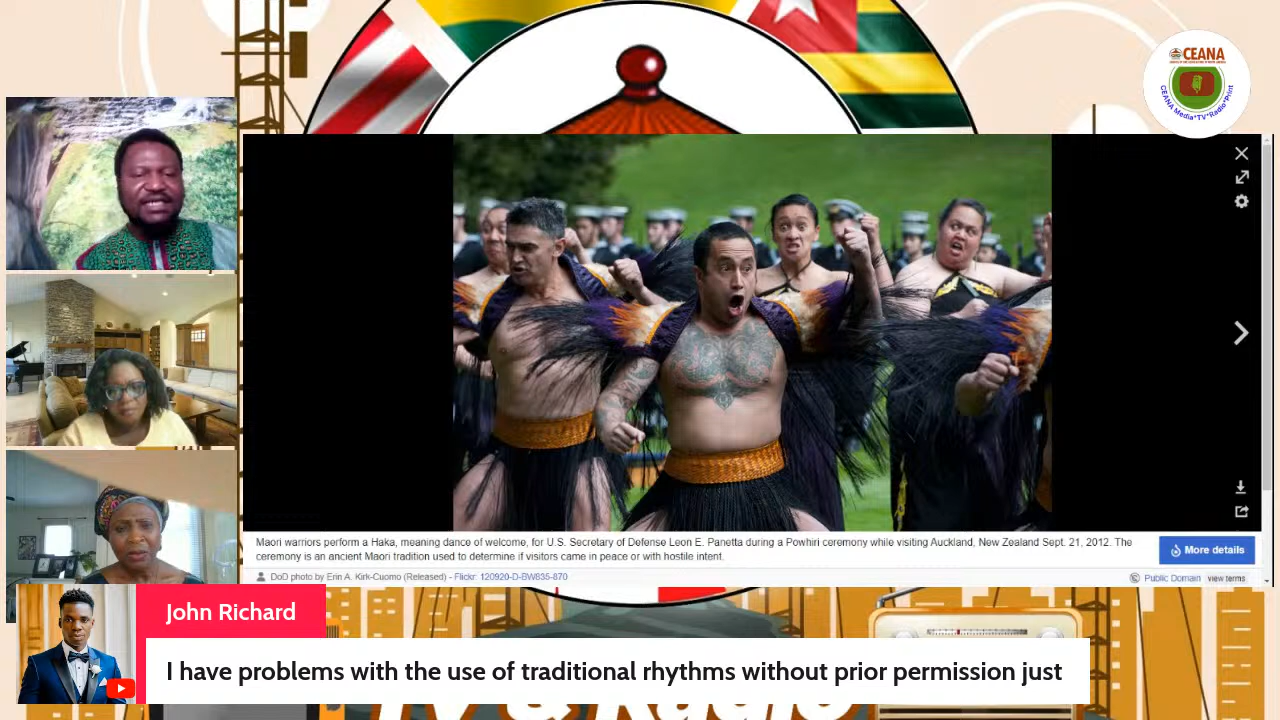 CEANA
CEANA Media*TV*Radio*Print
Maori warriors perform a Haka, meaning dance of welcome, for U.S. Secretary of Defense Leon E. Panetta during a Powhiri ceremony while visiting Auckland, New Zealand Sept. 21, 2012. The
ceremony is an ancient Maori tradition used to determine if visitors came in peace or with hostile intent.
More details
DoD photo by Erin A. Kirk-Cuomo (Released) - Flickr: 120920-D-BW835-870
Public Domain
view terms
John Richard
I have problems with the use of traditional rhythms without prior permission just
TV & Radio